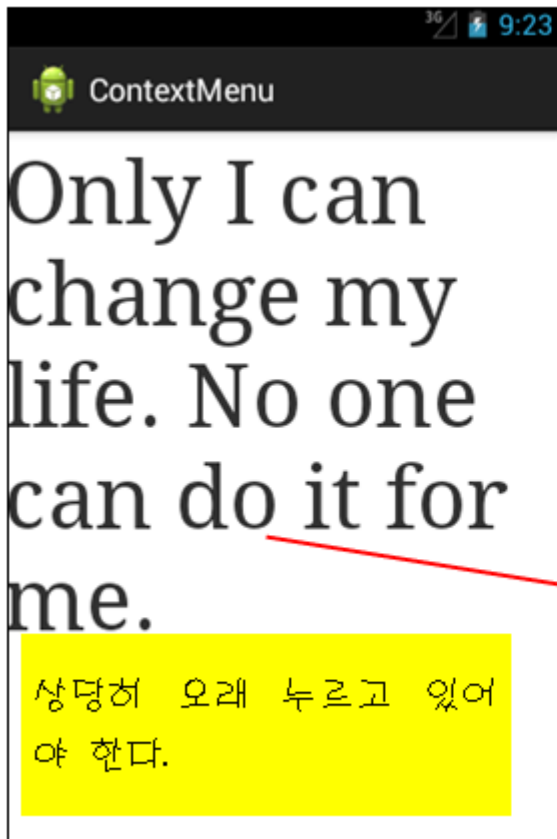 3G 9:23
ContextMenu
Only I can
change my
life. No one
can do it for
me.
상당히 오래 누르고 있어
야 한다.